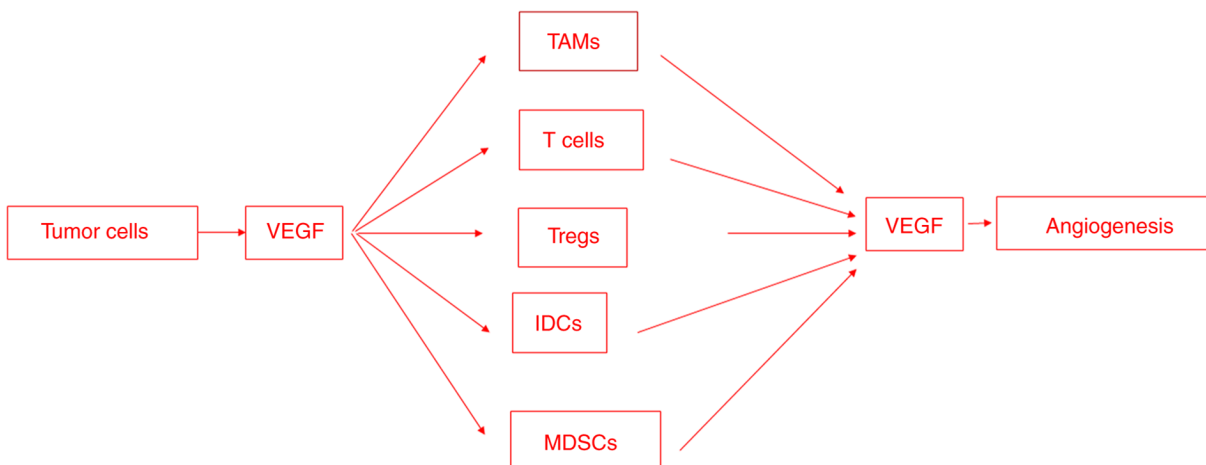 TAMs
T cells
Tumor cells
VEGF
Tregs
VEGF
Angiogenesis
IDCs
MDSCs